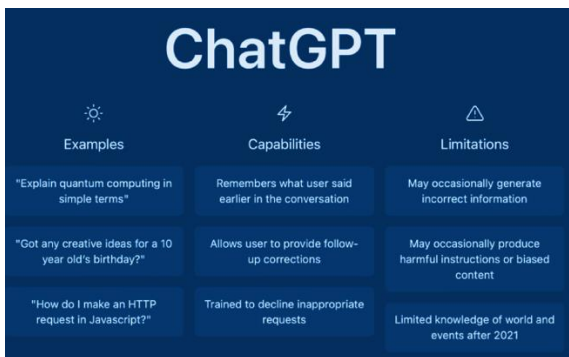 ChatGPT
Examples
"Explain quantum computing in
simple terms"
"Got any creative ideas for a 10
year old's birthday?"
"How do I make an HTTP
request in Javascript?"
Capabilities
Remembers what user said
earlier in the conversation
Allows user to provide follow-
up corrections
Trained to decline inappropriate
requests
Limitations
May occasionally generate
incorrect information
May occasionally produce
harmful instructions or biased
content
Limited knowledge of world and
events after 2021